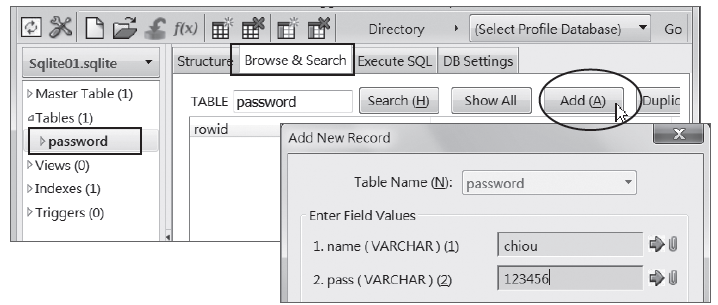 f(x) Directory (Select Profile Database) Go
Sqlite01.sqlite
Structure Browse & Search Execute SQL DB Settings
Master Table (1)
Tables (1)
password
Views (0)
Indexes (1)
Triggers (0)
TABLE password Search (H) Show All Add (A) Duplic
rowid
Add New Record
Table Name (N): password
Enter Field Values
1. name ( VARCHAR ) (1) chiou
2. pass ( VARCHAR ) (2) 123456